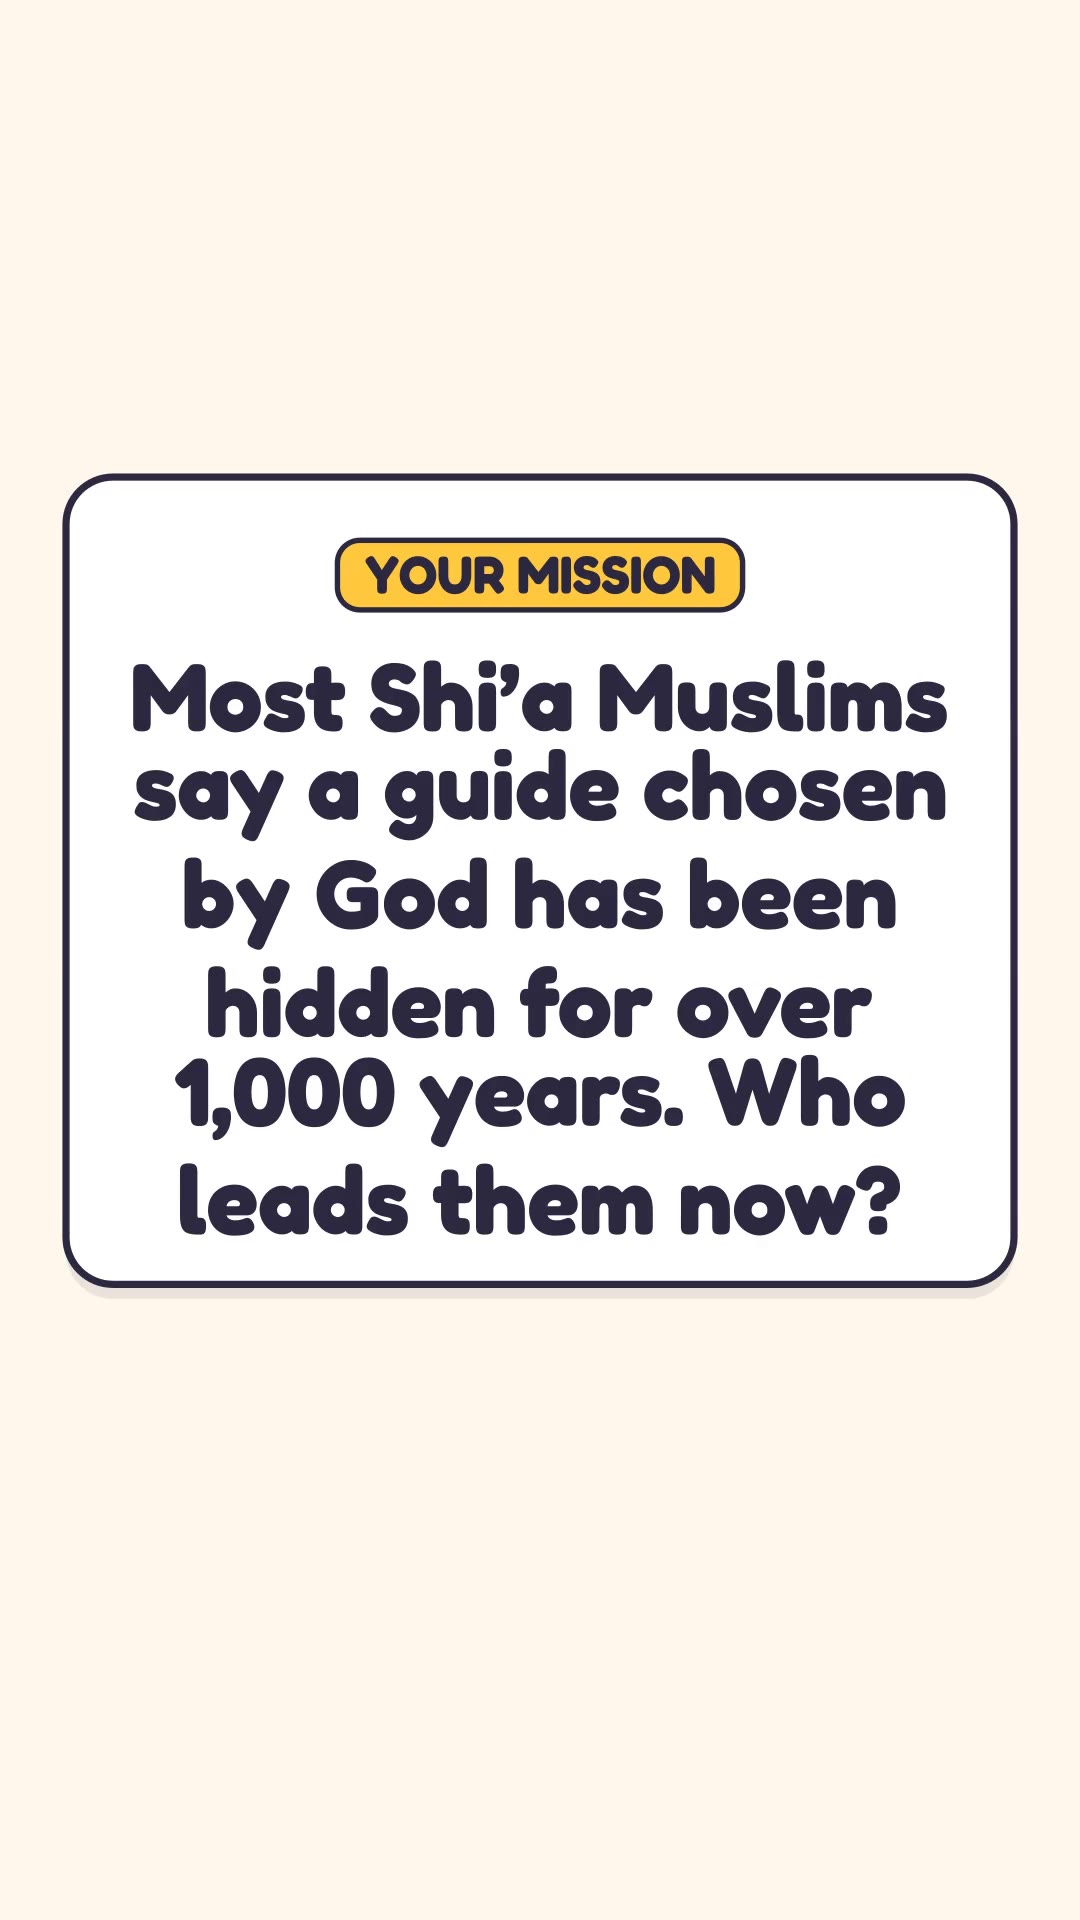 YOUR MISSION
Most Shi’a Muslims
say a guide chosen
by God has been
hidden for over
1,000 years. Who
leads them now?